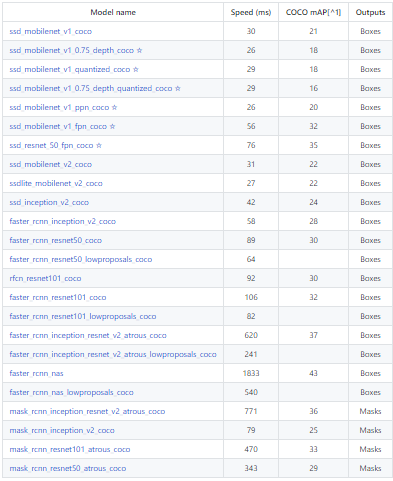 Model name Speed (ms) COCO mAP[^1] Outputs
ssd_mobilenet_v1_coco 30 21 Boxes
ssd_mobilenet_v1_0.75_depth_coco ☆ 26 18 Boxes
ssd_mobilenet_v1_quantized_coco ☆ 29 18 Boxes
ssd_mobilenet_v1_0.75_depth_quantized_coco ☆ 29 16 Boxes
ssd_mobilenet_v1_ppn_coco ☆ 26 20 Boxes
ssd_mobilenet_v1_fpn_coco ☆ 56 32 Boxes
ssd_resnet_50_fpn_coco ☆ 76 35 Boxes
ssd_mobilenet_v2_coco 31 22 Boxes
ssdlite_mobilenet_v2_coco 27 22 Boxes
ssd_inception_v2_coco 42 24 Boxes
faster_rcnn_inception_v2_coco 58 28 Boxes
faster_rcnn_resnet50_coco 89 30 Boxes
faster_rcnn_resnet50_lowproposals_coco 64 Boxes
rfcn_resnet101_coco 92 30 Boxes
faster_rcnn_resnet101_coco 106 32 Boxes
faster_rcnn_resnet101_lowproposals_coco 82 Boxes
faster_rcnn_inception_resnet_v2_atrous_coco 620 37 Boxes
faster_rcnn_inception_resnet_v2_atrous_lowproposals_coco 241 Boxes
faster_rcnn_nas 1833 43 Boxes
faster_rcnn_nas_lowproposals_coco 540 Boxes
mask_rcnn_inception_resnet_v2_atrous_coco 771 36 Masks
mask_rcnn_inception_v2_coco 79 25 Masks
mask_rcnn_resnet101_atrous_coco 470 33 Masks
mask_rcnn_resnet50_atrous_coco 343 29 Masks